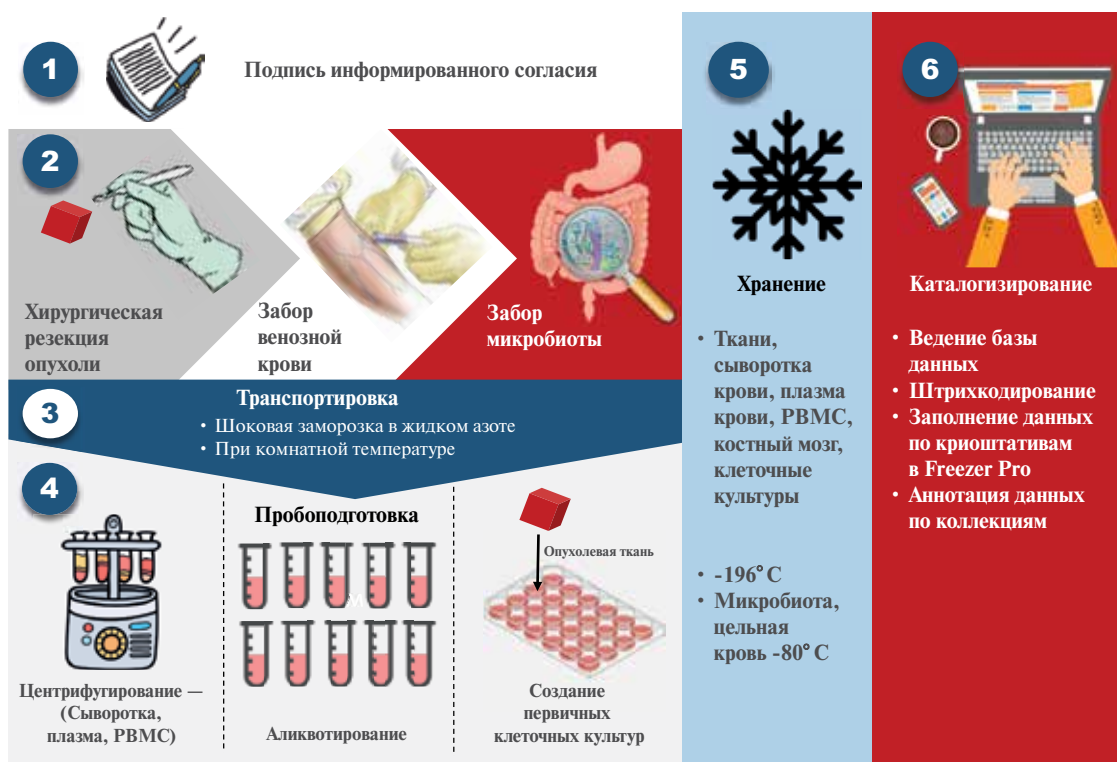 1
Подпись информированного согласия
2
Хирургическая
резекция
опухоли
Забор
венозной
крови
Забор
микробиоты
3
Транспортировка
• Шоковая заморозка в жидком азоте
• При комнатной температуре
4
Центрифугирование —
(Сыворотка,
плазма, PBMC)
Пробоподготовка
M
Аликвотирование
Опухолевая ткань
Создание
первичных
клеточных культур
5
Хранение
• Ткани,
сыворотка
крови, плазма
крови, PBMC,
костный мозг,
клеточные
культуры
• -196°C
• Микробиота,
цельная
кровь -80°C
6
Каталогизирование
• Ведение базы
данных
• Штрихкодирование
• Заполнение данных
по криоштативам
в Freezer Pro
• Аннотация данных
по коллекциям